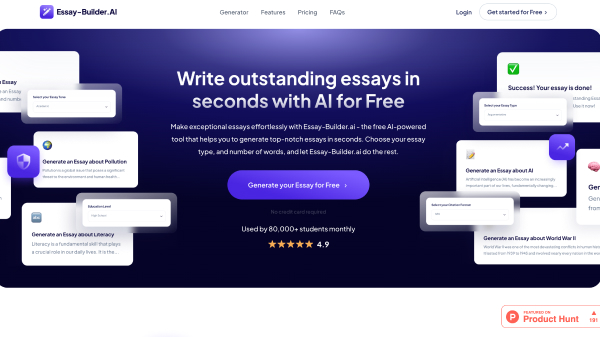 Essay-Builder.AI
Generator
Features
Pricing
FAQs
Login
Get started for Free ›
Write outstanding essays in
seconds with AI for Free
Make exceptional essays effortlessly with Essay-Builder.ai - the free AI-powered
tool that helps you to generate top-notch essays in seconds. Choose your essay
type, and number of words, and let Essay-Builder.ai do the rest.
Generate your Essay for Free ›
No credit card required
Used by 80,000+ students monthly
4.9
Essay
Select your Essay Tone
Generate an Essay about Pollution
Education Level
High School
Generate an Essay about Literacy
Literacy is a fundamental skill that plays
a crucial role in our daily lives. It is the...
Success! Your essay is done!
Select your Essay Type
Generate an Essay about AI
Select your Citation Format
Generate an Essay about World War II
Gene
FEATURED ON
Product Hunt
191